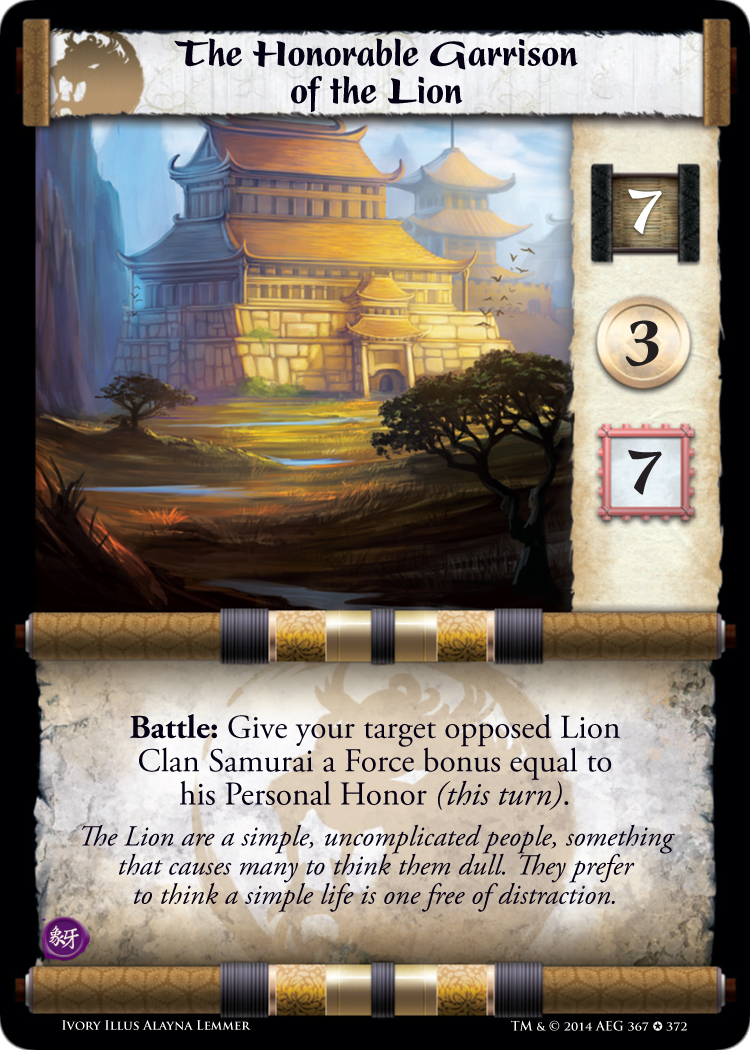 The Honorable Garrison
of the Lion
7
3
7
Battle: Give your target opposed Lion
Clan Samurai a Force bonus equal to
his Personal Honor (this turn).
The Lion are a simple, uncomplicated people, something
that causes many to think them dull. They prefer
to think a simple life is one free of distraction.
象牙
Ivory Illus Alayna Lemmer
TM & © 2014 AEG 367 ✪ 372